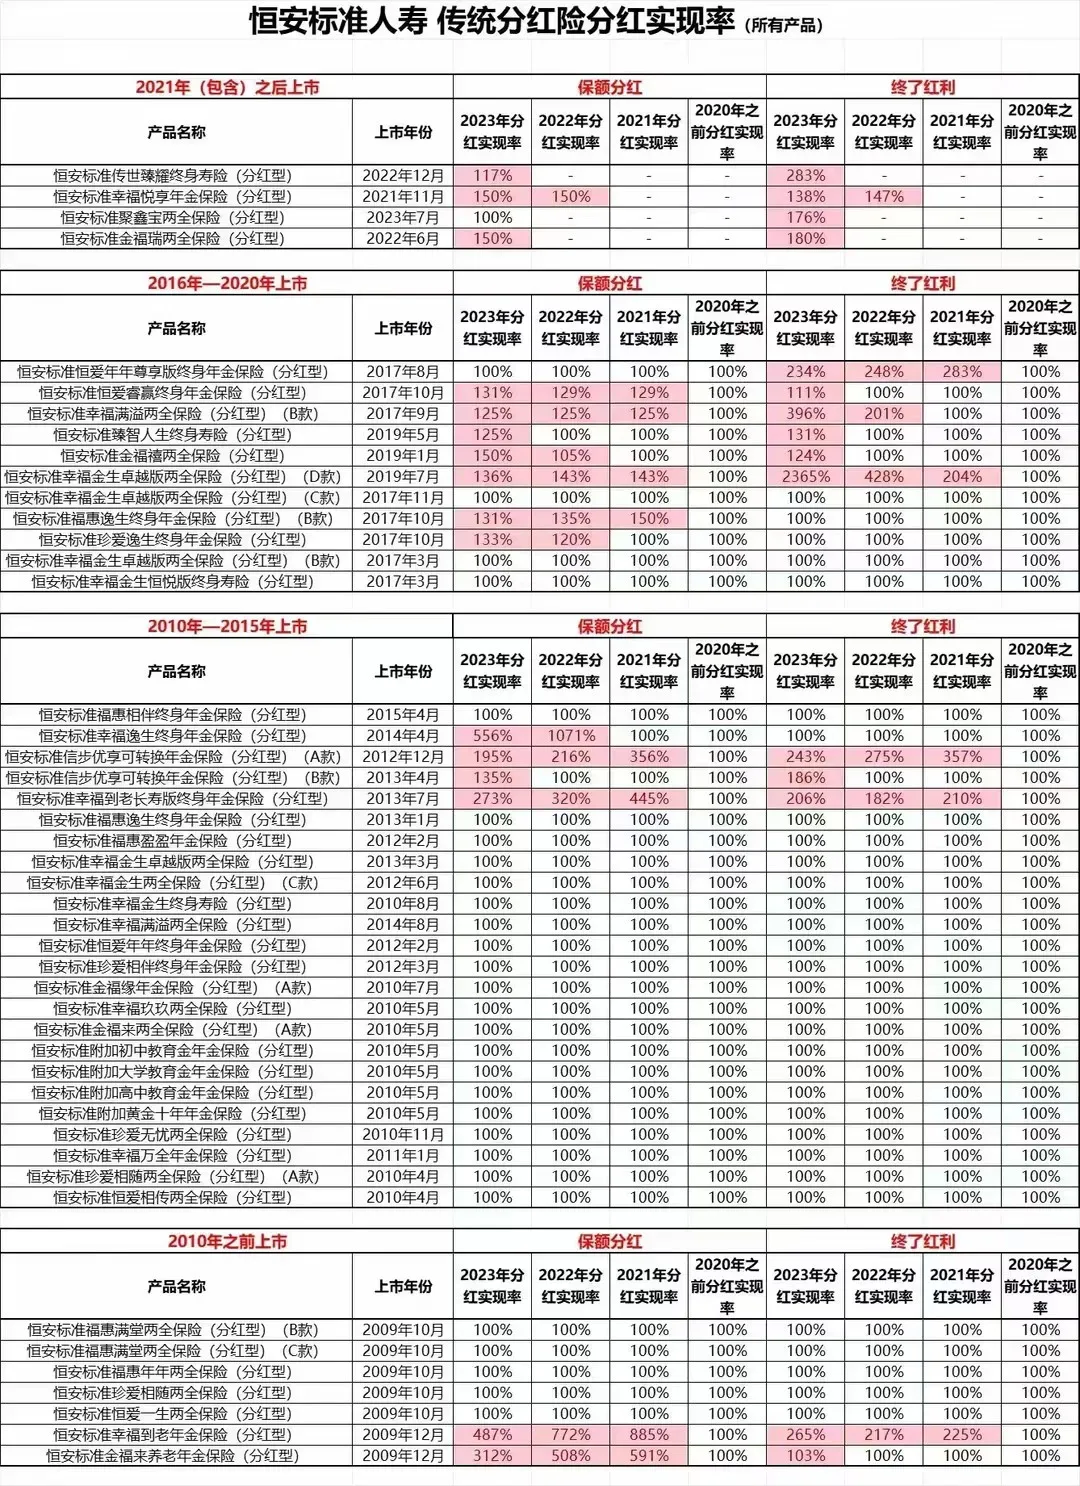 恒安标准人寿 传统分红险分红实现率（所有产品）
2021年（包含）之后上市 保额分红 终了红利
产品名称 上市年份 2023年分红实现率 2022年分红实现率 2021年分红实现率 2020年之前分红实现率 2023年分红实现率 2022年分红实现率 2021年分红实现率 2020年之前分红实现率
恒安标准传世臻耀终身寿险（分红型） 2022年12月 117% - - - 283% - - -
恒安标准幸福悦享年金保险（分红型） 2021年11月 150% 150% - - 138% 147% - -
恒安标准聚鑫宝两全保险（分红型） 2023年7月 100% - - - 176% - - -
恒安标准金福瑞两全保险（分红型） 2022年6月 150% - - - 180% - - -
2016年—2020年上市 保额分红 终了红利
产品名称 上市年份 2023年分红实现率 2022年分红实现率 2021年分红实现率 2020年之前分红实现率 2023年分红实现率 2022年分红实现率 2021年分红实现率 2020年之前分红实现率
恒安标准恒爱年年尊享版终身年金保险（分红型） 2017年8月 100% 100% 100% 100% 234% 248% 283% 100%
恒安标准恒爱睿赢终身年金保险（分红型） 2017年10月 131% 129% 129% 100% 111% 100% 100% 100%
恒安标准幸福满溢两全保险（分红型）（B款） 2017年9月 125% 125% 125% 100% 396% 201% 100% 100%
恒安标准臻智人生终身寿险（分红型） 2019年5月 125% 100% 100% 100% 131% 100% 100% 100%
恒安标准金福禧两全保险（分红型） 2019年1月 150% 105% 100% 100% 124% 100% 100% 100%
恒安标准幸福金生卓越版两全保险（分红型）（D款） 2019年7月 136% 143% 143% 100% 2365% 428% 204% 100%
恒安标准幸福金生卓越版两全保险（分红型）（C款） 2017年11月 100% 100% 100% 100% 100% 100% 100% 100%
恒安标准福惠逸生终身年金保险（分红型）（B款） 2017年10月 131% 135% 150% 100% 100% 100% 100% 100%
恒安标准珍爱逸生终身年金保险（分红型） 2017年10月 133% 120% 100% 100% 100% 100% 100% 100%
恒安标准幸福金生卓越版两全保险（分红型）（B款） 2017年3月 100% 100% 100% 100% 100% 100% 100% 100%
恒安标准幸福金生恒悦版终身寿险（分红型） 2017年3月 100% 100% 100% 100% 100% 100% 100% 100%
2010年—2015年上市 保额分红 终了红利
产品名称 上市年份 2023年分红实现率 2022年分红实现率 2021年分红实现率 2020年之前分红实现率 2023年分红实现率 2022年分红实现率 2021年分红实现率 2020年之前分红实现率
恒安标准福惠相伴终身年金保险（分红型） 2015年4月 100% 100% 100% 100% 100% 100% 100% 100%
恒安标准幸福逸生终身年金保险（分红型） 2014年4月 556% 1071% 100% 100% 100% 100% 100% 100%
恒安标准信步优享可转换年金保险（分红型）（A款） 2012年12月 195% 216% 356% 100% 243% 275% 357% 100%
恒安标准信步优享可转换年金保险（分红型）（B款） 2013年4月 135% 100% 100% 100% 186% 100% 100% 100%
恒安标准幸福到老长寿版终身年金保险（分红型） 2013年7月 273% 320% 445% 100% 206% 182% 210% 100%
恒安标准福惠逸生终身年金保险（分红型） 2013年1月 100% 100% 100% 100% 100% 100% 100% 100%
恒安标准福惠盈盈年金保险（分红型） 2012年2月 100% 100% 100% 100% 100% 100% 100% 100%
恒安标准幸福金生卓越版两全保险（分红型） 2013年3月 100% 100% 100% 100% 100% 100% 100% 100%
恒安标准幸福金生两全保险（分红型）（C款） 2012年6月 100% 100% 100% 100% 100% 100% 100% 100%
恒安标准幸福金生终身寿险（分红型） 2010年8月 100% 100% 100% 100% 100% 100% 100% 100%
恒安标准幸福满溢两全保险（分红型） 2014年8月 100% 100% 100% 100% 100% 100% 100% 100%
恒安标准恒爱年年终身年金保险（分红型） 2012年2月 100% 100% 100% 100% 100% 100% 100% 100%
恒安标准珍爱相伴终身年金保险（分红型） 2012年3月 100% 100% 100% 100% 100% 100% 100% 100%
恒安标准金福缘年金保险（分红型）（A款） 2010年7月 100% 100% 100% 100% 100% 100% 100% 100%
恒安标准幸福玖玖两全保险（分红型） 2010年5月 100% 100% 100% 100% 100% 100% 100% 100%
恒安标准金福来两全保险（分红型）（A款） 2010年5月 100% 100% 100% 100% 100% 100% 100% 100%
恒安标准附加初中教育金年金保险（分红型） 2010年5月 100% 100% 100% 100% 100% 100% 100% 100%
恒安标准附加大学教育金年金保险（分红型） 2010年5月 100% 100% 100% 100% 100% 100% 100% 100%
恒安标准附加高中教育金年金保险（分红型） 2010年5月 100% 100% 100% 100% 100% 100% 100% 100%
恒安标准附加黄金十年年金保险（分红型） 2010年5月 100% 100% 100% 100% 100% 100% 100% 100%
恒安标准珍爱无忧两全保险（分红型） 2010年11月 100% 100% 100% 100% 100% 100% 100% 100%
恒安标准幸福万全年金保险（分红型） 2011年1月 100% 100% 100% 100% 100% 100% 100% 100%
恒安标准珍爱相随两全保险（分红型）（A款） 2010年4月 100% 100% 100% 100% 100% 100% 100% 100%
恒安标准恒爱相传两全保险（分红型） 2010年4月 100% 100% 100% 100% 100% 100% 100% 100%
2010年之前上市 保额分红 终了红利
产品名称 上市年份 2023年分红实现率 2022年分红实现率 2021年分红实现率 2020年之前分红实现率 2023年分红实现率 2022年分红实现率 2021年分红实现率 2020年之前分红实现率
恒安标准福惠满堂两全保险（分红型）（B款） 2009年10月 100% 100% 100% 100% 100% 100% 100% 100%
恒安标准福惠满堂两全保险（分红型）（C款） 2009年10月 100% 100% 100% 100% 100% 100% 100% 100%
恒安标准福惠年年两全保险（分红型） 2009年10月 100% 100% 100% 100% 100% 100% 100% 100%
恒安标准珍爱相随两全保险（分红型） 2009年10月 100% 100% 100% 100% 100% 100% 100% 100%
恒安标准恒爱一生两全保险（分红型） 2009年10月 100% 100% 100% 100% 100% 100% 100% 100%
恒安标准幸福到老年金保险（分红型） 2009年12月 487% 772% 885% 100% 265% 217% 225% 100%
恒安标准金福来养老年金保险（分红型） 2009年12月 312% 508% 591% 100% 103% 100% 100% 100%